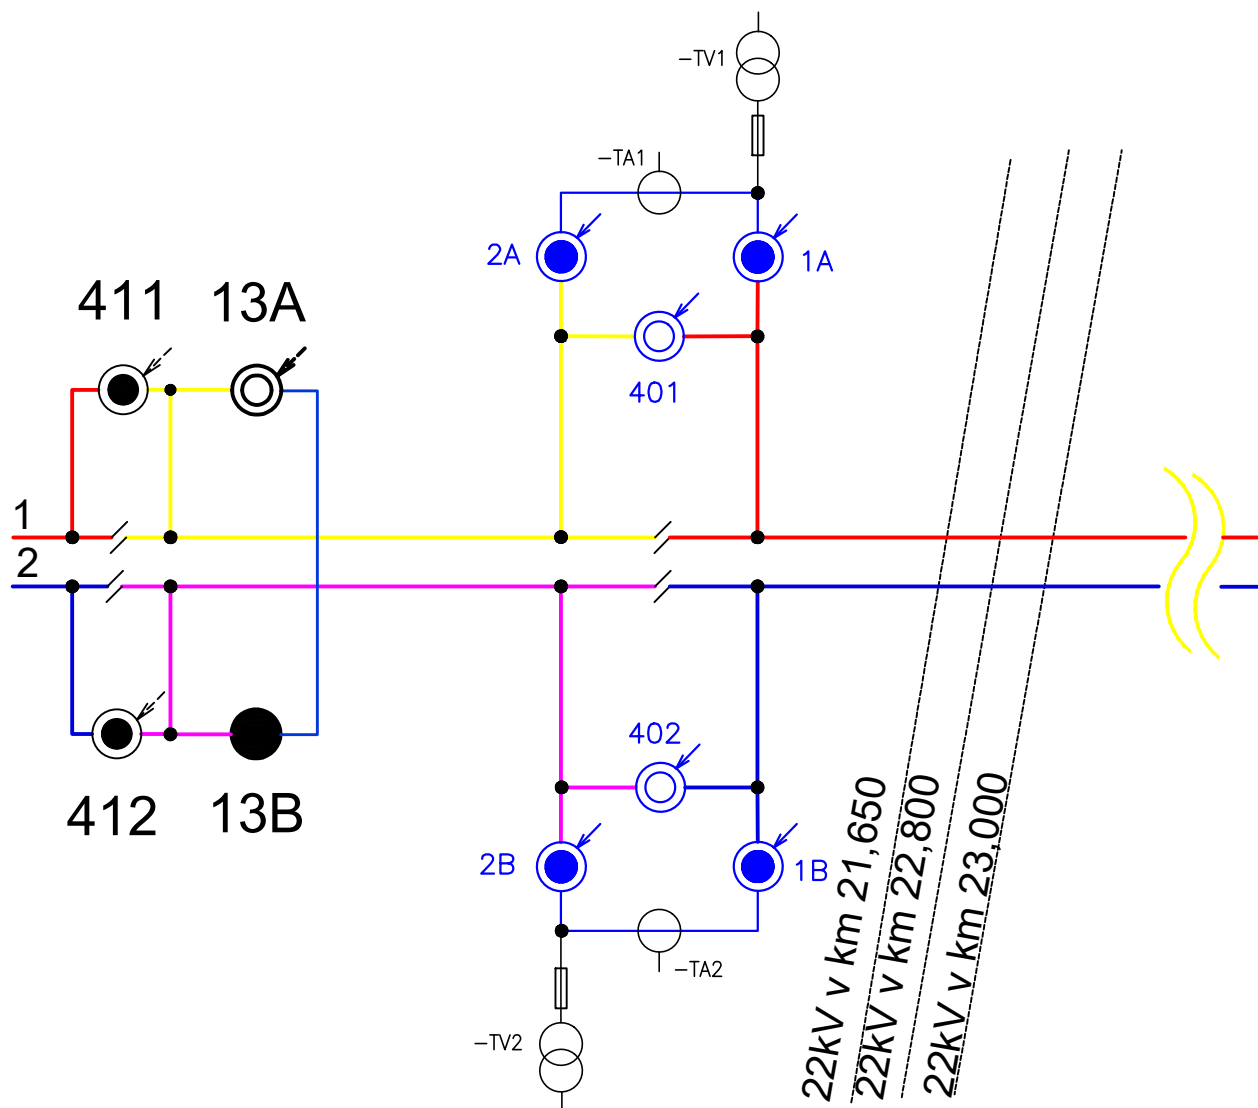 -TV1
-TA1
2A
1A
411
13A
401
1
2
402
412
13B
2B
1B
-TA2
-TV2
22kV v km 21,650
22kV v km 22,800
22kV v km 23,000